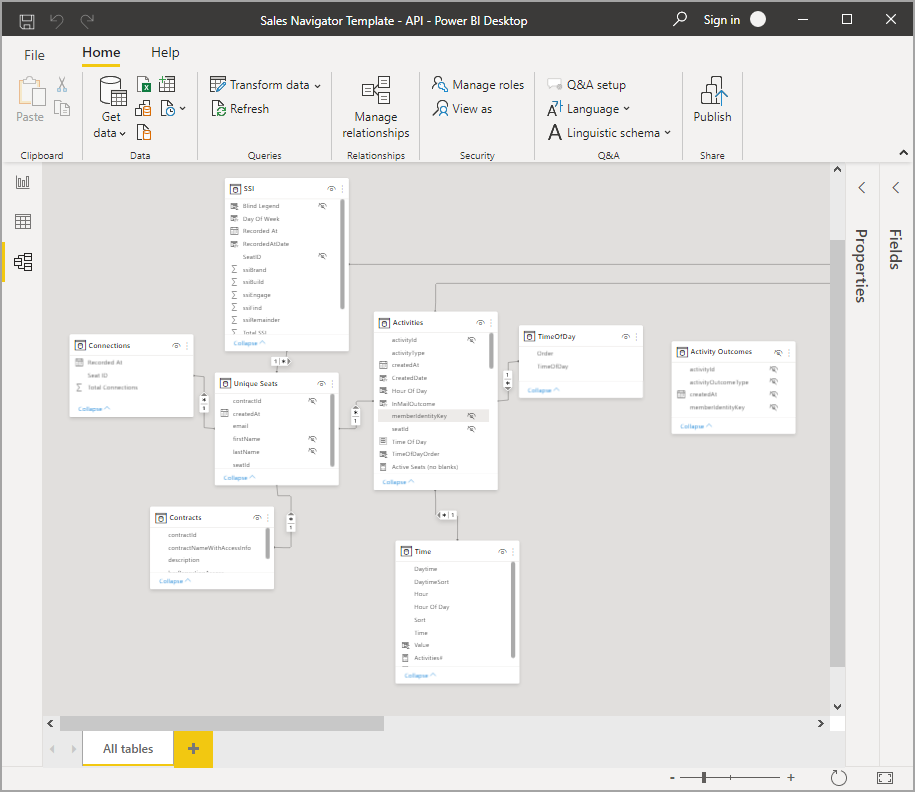 Sales Navigator Template - API - Power BI Desktop
Sign in
File
Home
Help
Paste
Clipboard
Get
data
Data
Transform data
Refresh
Queries
Manage
relationships
Relationships
Manage roles
View as
Security
Q&A setup
Language
Linguistic schema
Q&A
Publish
Share
Properties
Fields
SSI
Blind Legend
Day Of Week
Recorded At
RecordedAtDate
SeatID
ssiBrand
ssiBuild
ssiEngage
ssiFind
ssiRemainder
Total SSI
Collapse
Connections
Recorded At
Seat ID
Total Connections
Collapse
Unique Seats
contractId
createdAt
email
firstName
lastName
seatId
Collapse
Contracts
contractId
contractNameWithAccessInfo
description
Collapse
Activities
activityId
activityType
createdAt
CreatedDate
Hour Of Day
InMailOutcome
memberIdentityKey
seatId
Time Of Day
TimeOfDayOrder
Active Seats (no blanks)
Collapse
TimeOfDay
Order
TimeOfDay
Collapse
Activity Outcomes
activityId
activityOutcomeType
createdAt
memberIdentityKey
Collapse
Time
Daytime
DaytimeSort
Hour
Hour Of Day
Sort
Time
Value
Activities#
Collapse
1
*
*
1
*
1
1
*
*
1
* 1
All tables
+
- +